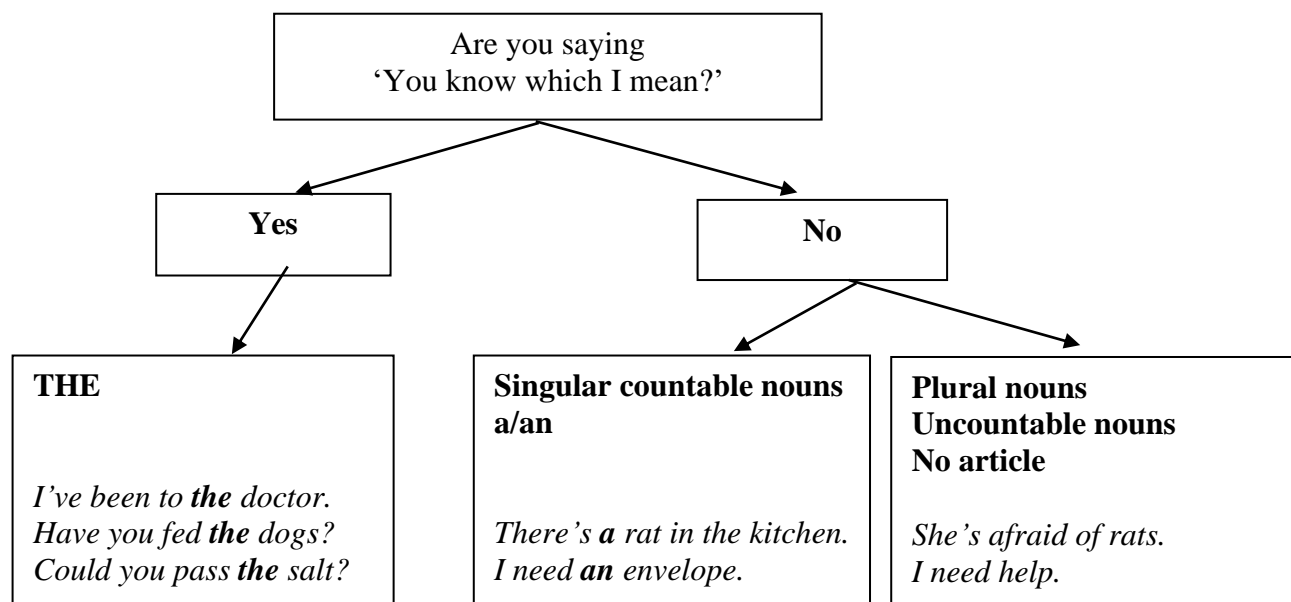 Are you saying
‘You know which I mean?’
Yes
No
THE
I’ve been to the doctor.
Have you fed the dogs?
Could you pass the salt?
Singular countable nouns
a/an
There’s a rat in the kitchen.
I need an envelope.
Plural nouns
Uncountable nouns
No article
She’s afraid of rats.
I need help.